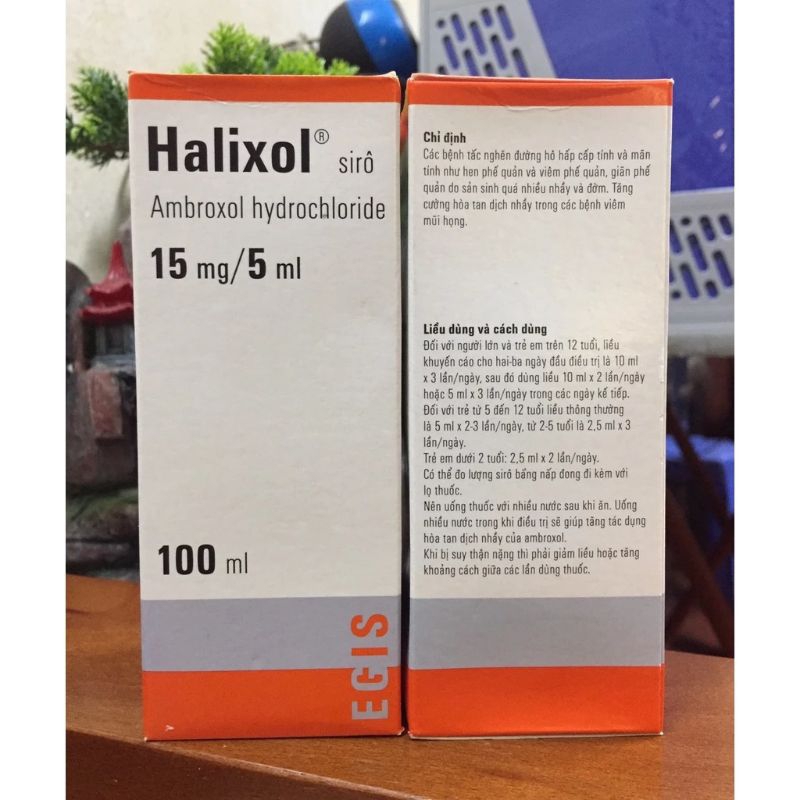 Halixol® sirô
Ambroxol hydrochloride
15 mg/5 ml
100 ml
EGIS
Chỉ định
Các bệnh tắc nghẽn đường hô hấp cấp tính và mãn
tính như hen phế quản và viêm phế quản, giãn phế
quản do sản sinh quá nhiều nhầy và đờm. Tăng
cường hòa tan dịch nhầy trong các bệnh viêm
mũi họng.
Liều dùng và cách dùng
Đối với người lớn và trẻ em trên 12 tuổi, liều
khuyến cáo cho hai-ba ngày đầu điều trị là 10 ml
x 3 lần/ngày, sau đó dùng liều 10 ml x 2 lần/ngày
hoặc 5 ml x 3 lần/ngày trong các ngày kế tiếp.
Đối với trẻ từ 5 đến 12 tuổi liều thông thường
là 5 ml x 2-3 lần/ngày, từ 2-5 tuổi là 2,5 ml x 3
lần/ngày.
Trẻ em dưới 2 tuổi: 2,5 ml x 2 lần/ngày.
Có thể đo lượng sirô bằng nắp đong đi kèm với
lọ thuốc.
Nên uống thuốc với nhiều nước sau khi ăn. Uống
nhiều nước trong khi điều trị sẽ giúp tăng tác dụng
hòa tan dịch nhầy của ambroxol.
Khi bị suy thận nặng thì phải giảm liều hoặc tăng
khoảng cách giữa các lần dùng thuốc.